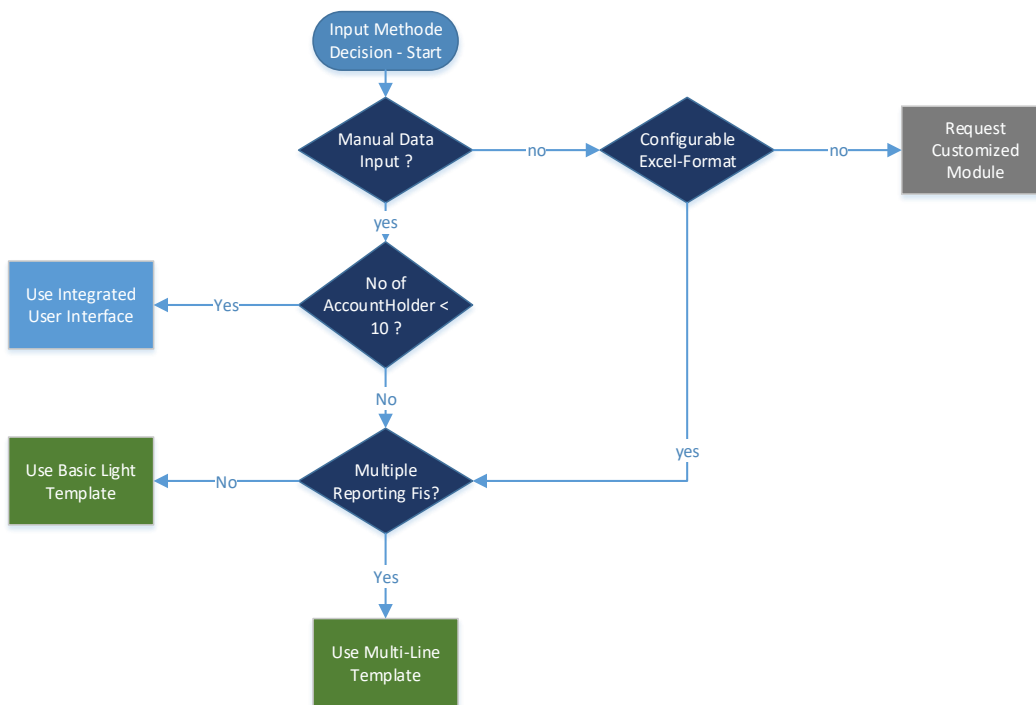 Input Methode
Decision - Start
Manual Data
Input ?
no
Configurable
Excel-Format
no
Request
Customized
Module
yes
No of
AccountHolder <
10 ?
Yes
Use Integrated
User Interface
No
yes
Multiple
Reporting Fis?
No
Use Basic Light
Template
Yes
Use Multi-Line
Template